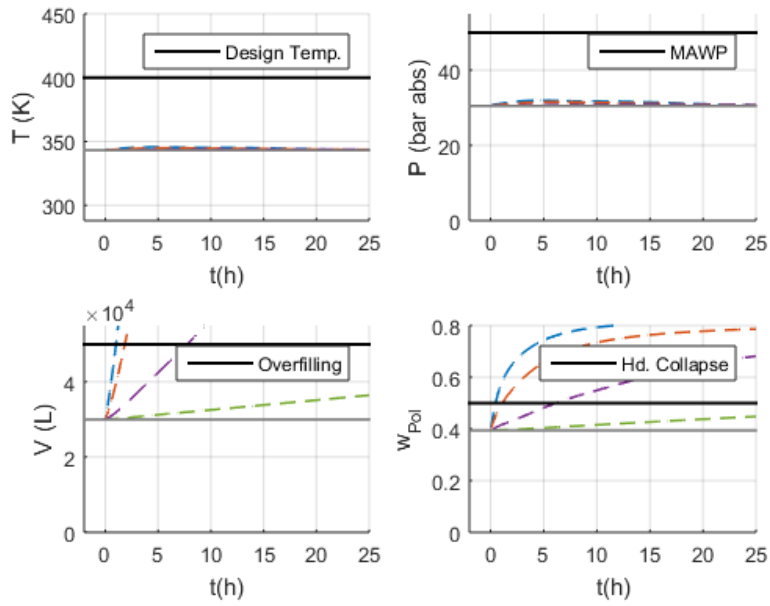 450
400
350
300
T (K)
Design Temp.
0 5 10 15 20 25
t(h)
40
20
0
P (bar abs)
MAWP
0 5 10 15 20 25
t(h)
× 10⁴
4
2
0
V (L)
Overfilling
0 5 10 15 20 25
t(h)
0.8
0.6
0.4
0.2
0
w_Pol
Hd. Collapse
0 5 10 15 20 25
t(h)